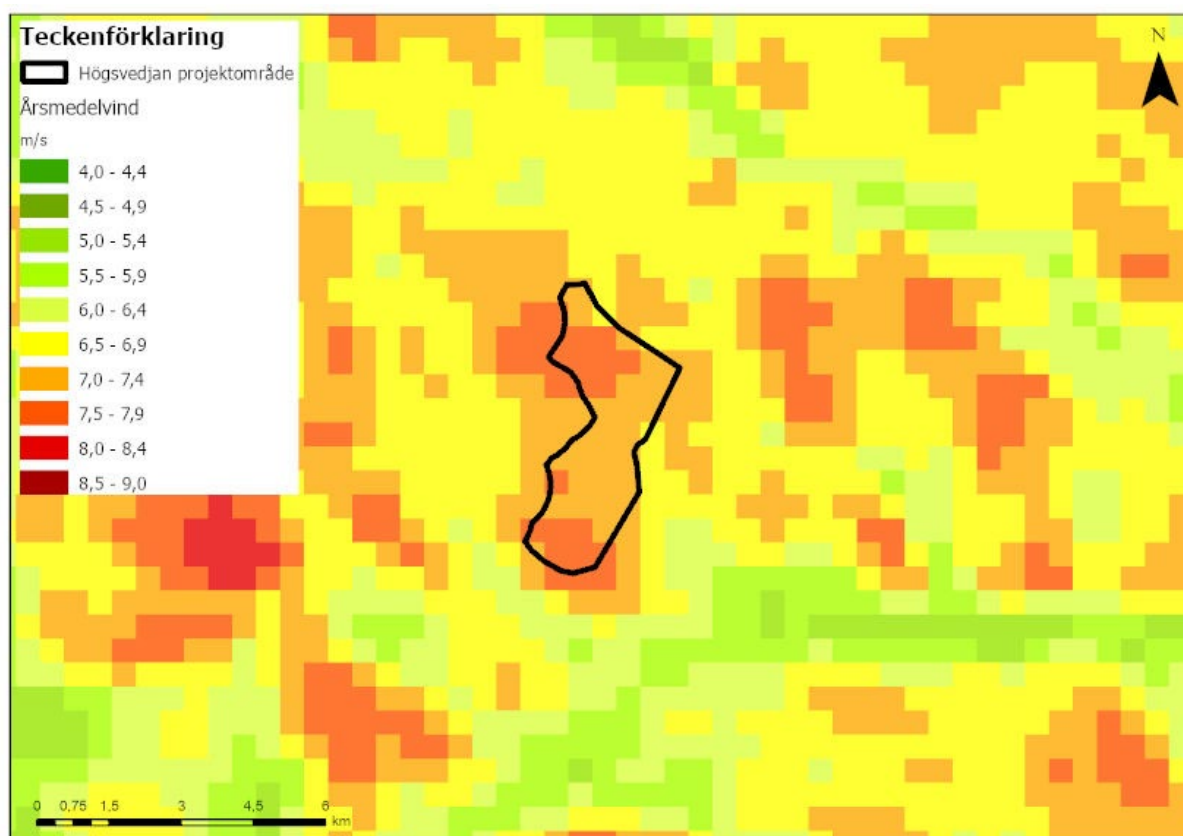 Teckenförklaring
Högsvedjan projektområde
Årsmedelvind
m/s
4,0 - 4,4
4,5 - 4,9
5,0 - 5,4
5,5 - 5,9
6,0 - 6,4
6,5 - 6,9
7,0 - 7,4
7,5 - 7,9
8,0 - 8,4
8,5 - 9,0
N
0 0,75 1,5 3 4,5 6
km